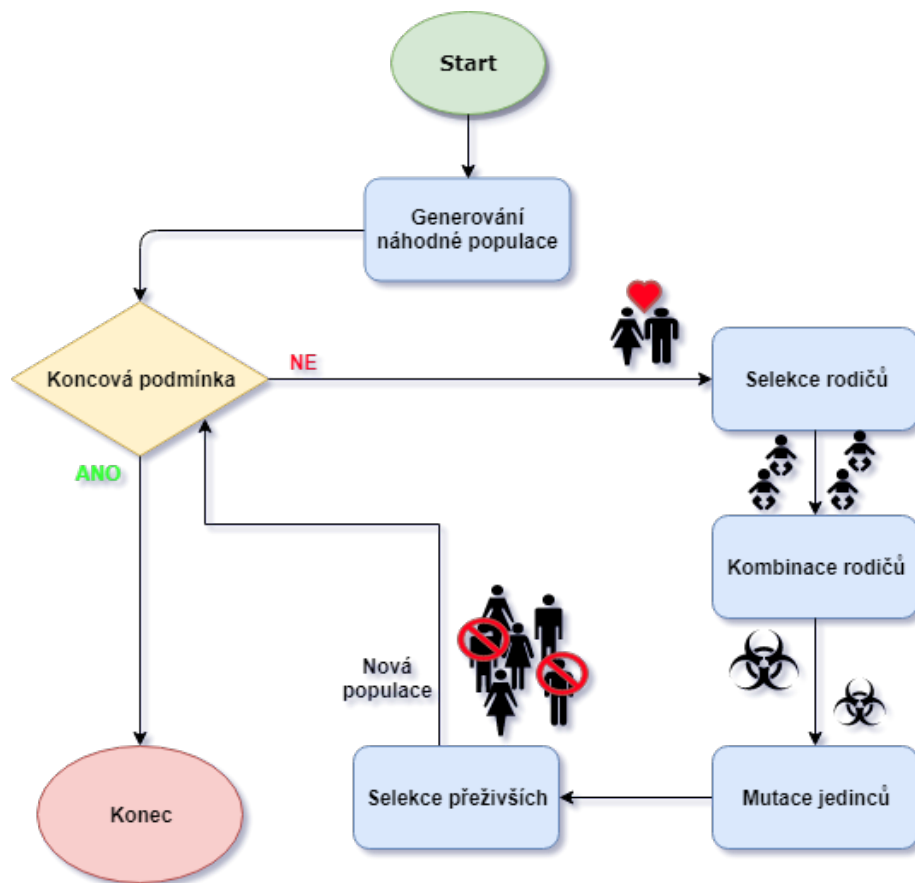 Start
Generování
náhodné populace
Koncová podmínka
NE
Selekce rodičů
ANO
Kombinace rodičů
Nová
populace
Konec
Selekce přeživších
Mutace jedinců